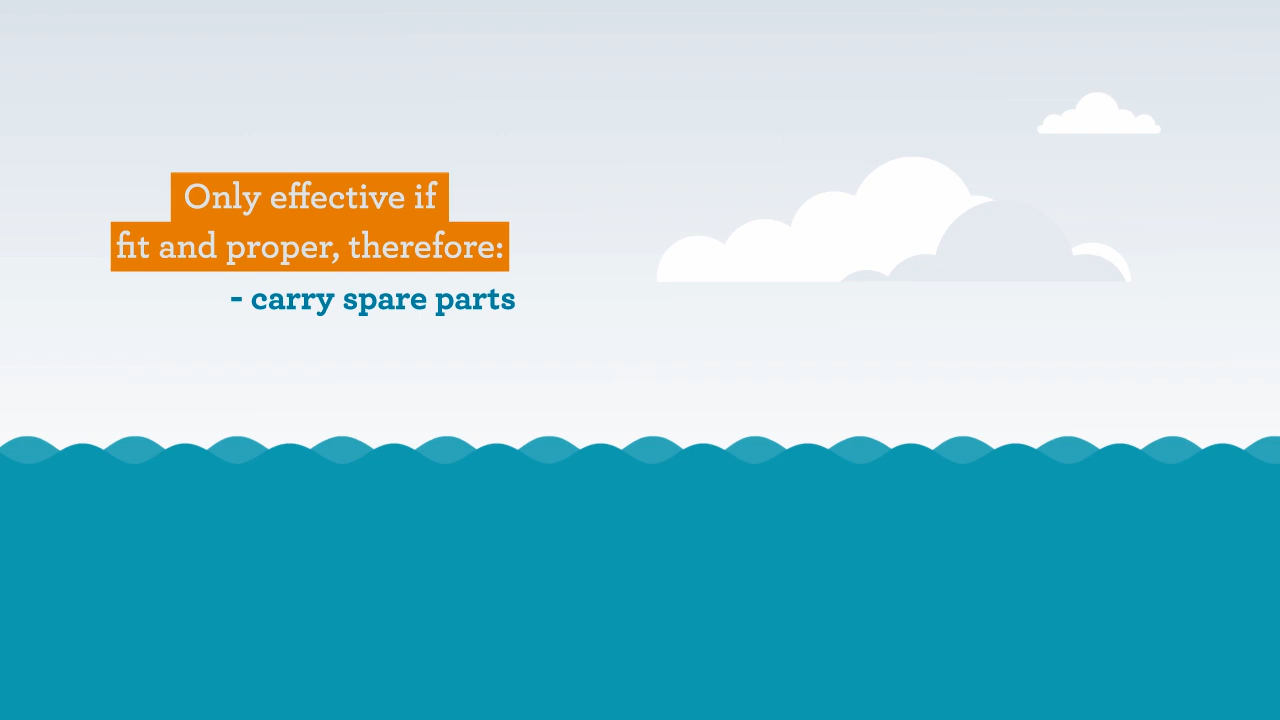 Only effective if
fit and proper, therefore:
- carry spare parts